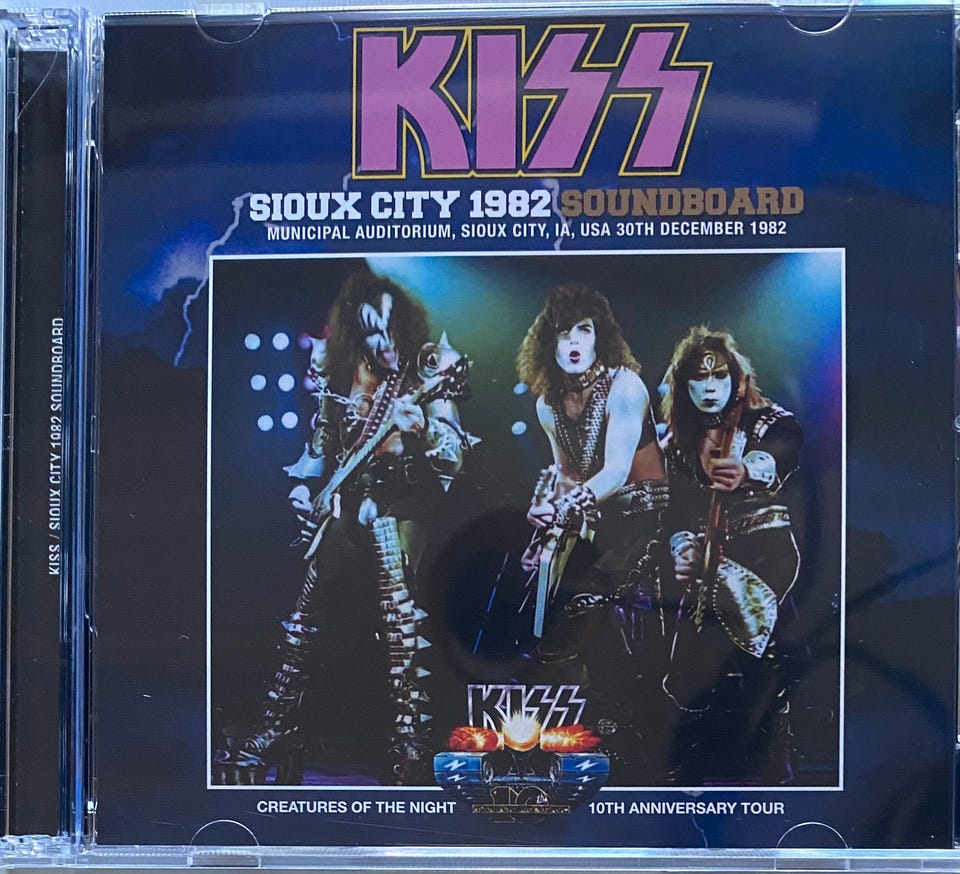 KISS
SIOUX CITY 1982 SOUNDBOARD
MUNICIPAL AUDITORIUM, SIOUX CITY, IA, USA 30TH DECEMBER 1982
KISS / SIOUX CITY 1982 SOUNDBOARD
KISS
10
CREATURES OF THE NIGHT 10TH ANNIVERSARY TOUR